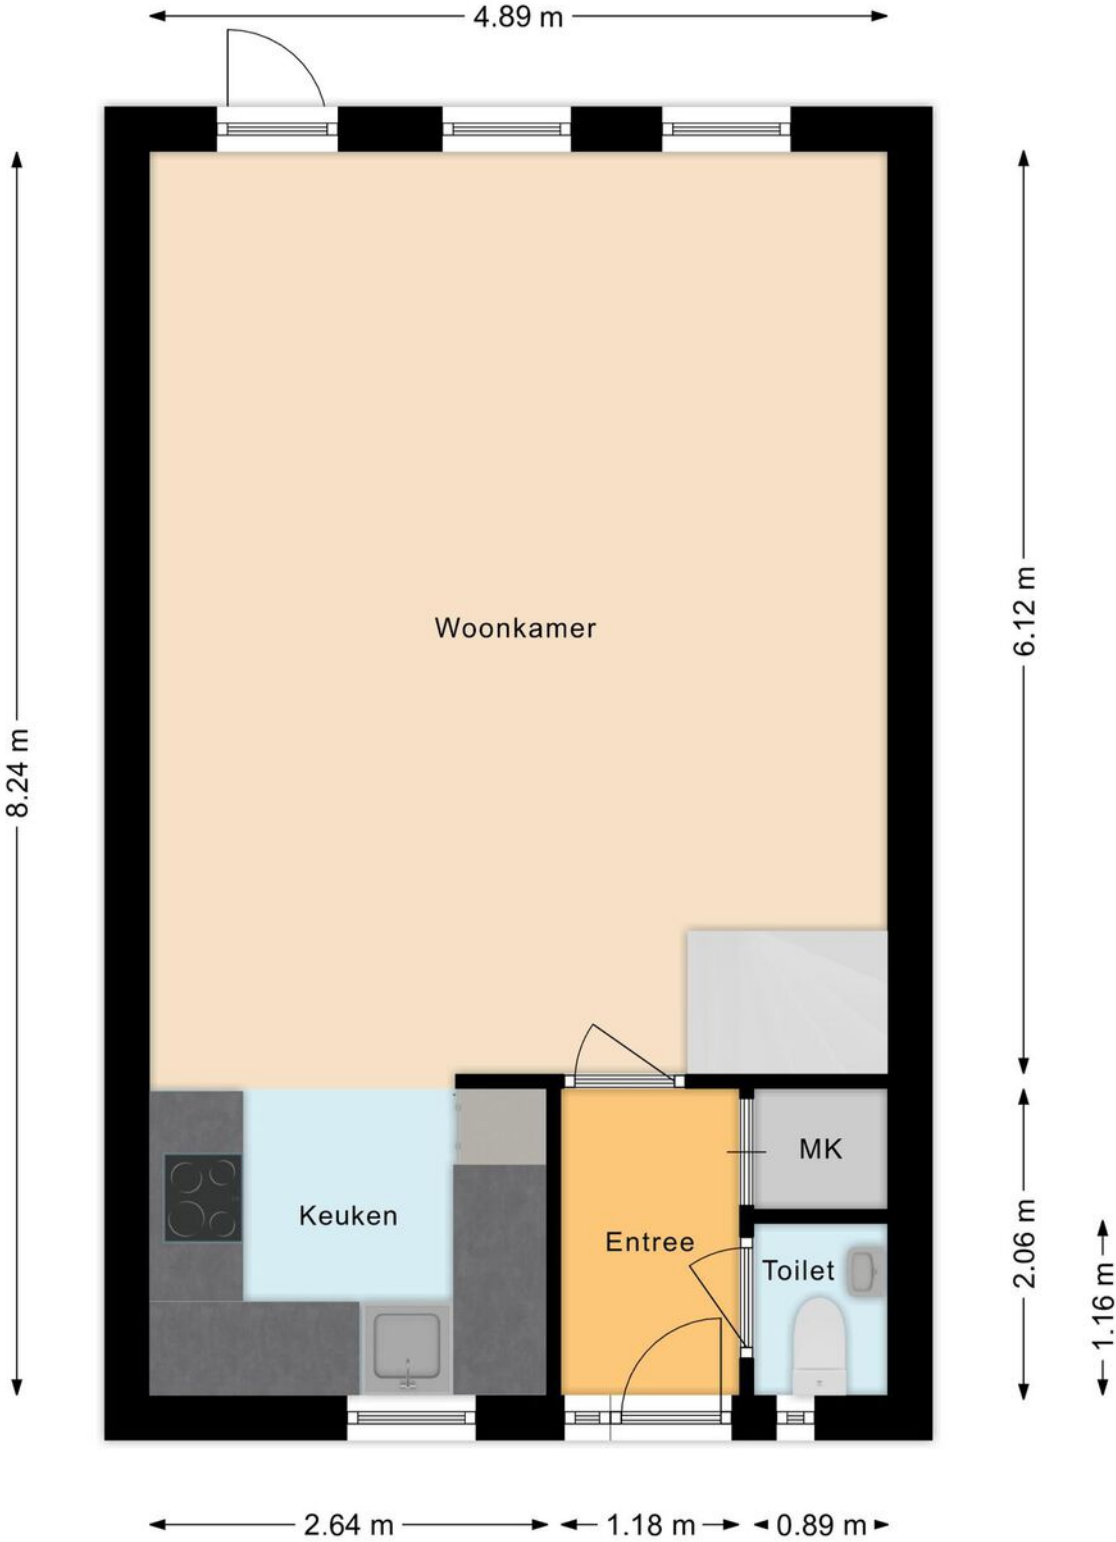 4.89 m
8.24 m
6.12 m
Woonkamer
MK
Keuken
Entree
Toilet
2.06 m
1.16 m
2.64 m
1.18 m
0.89 m